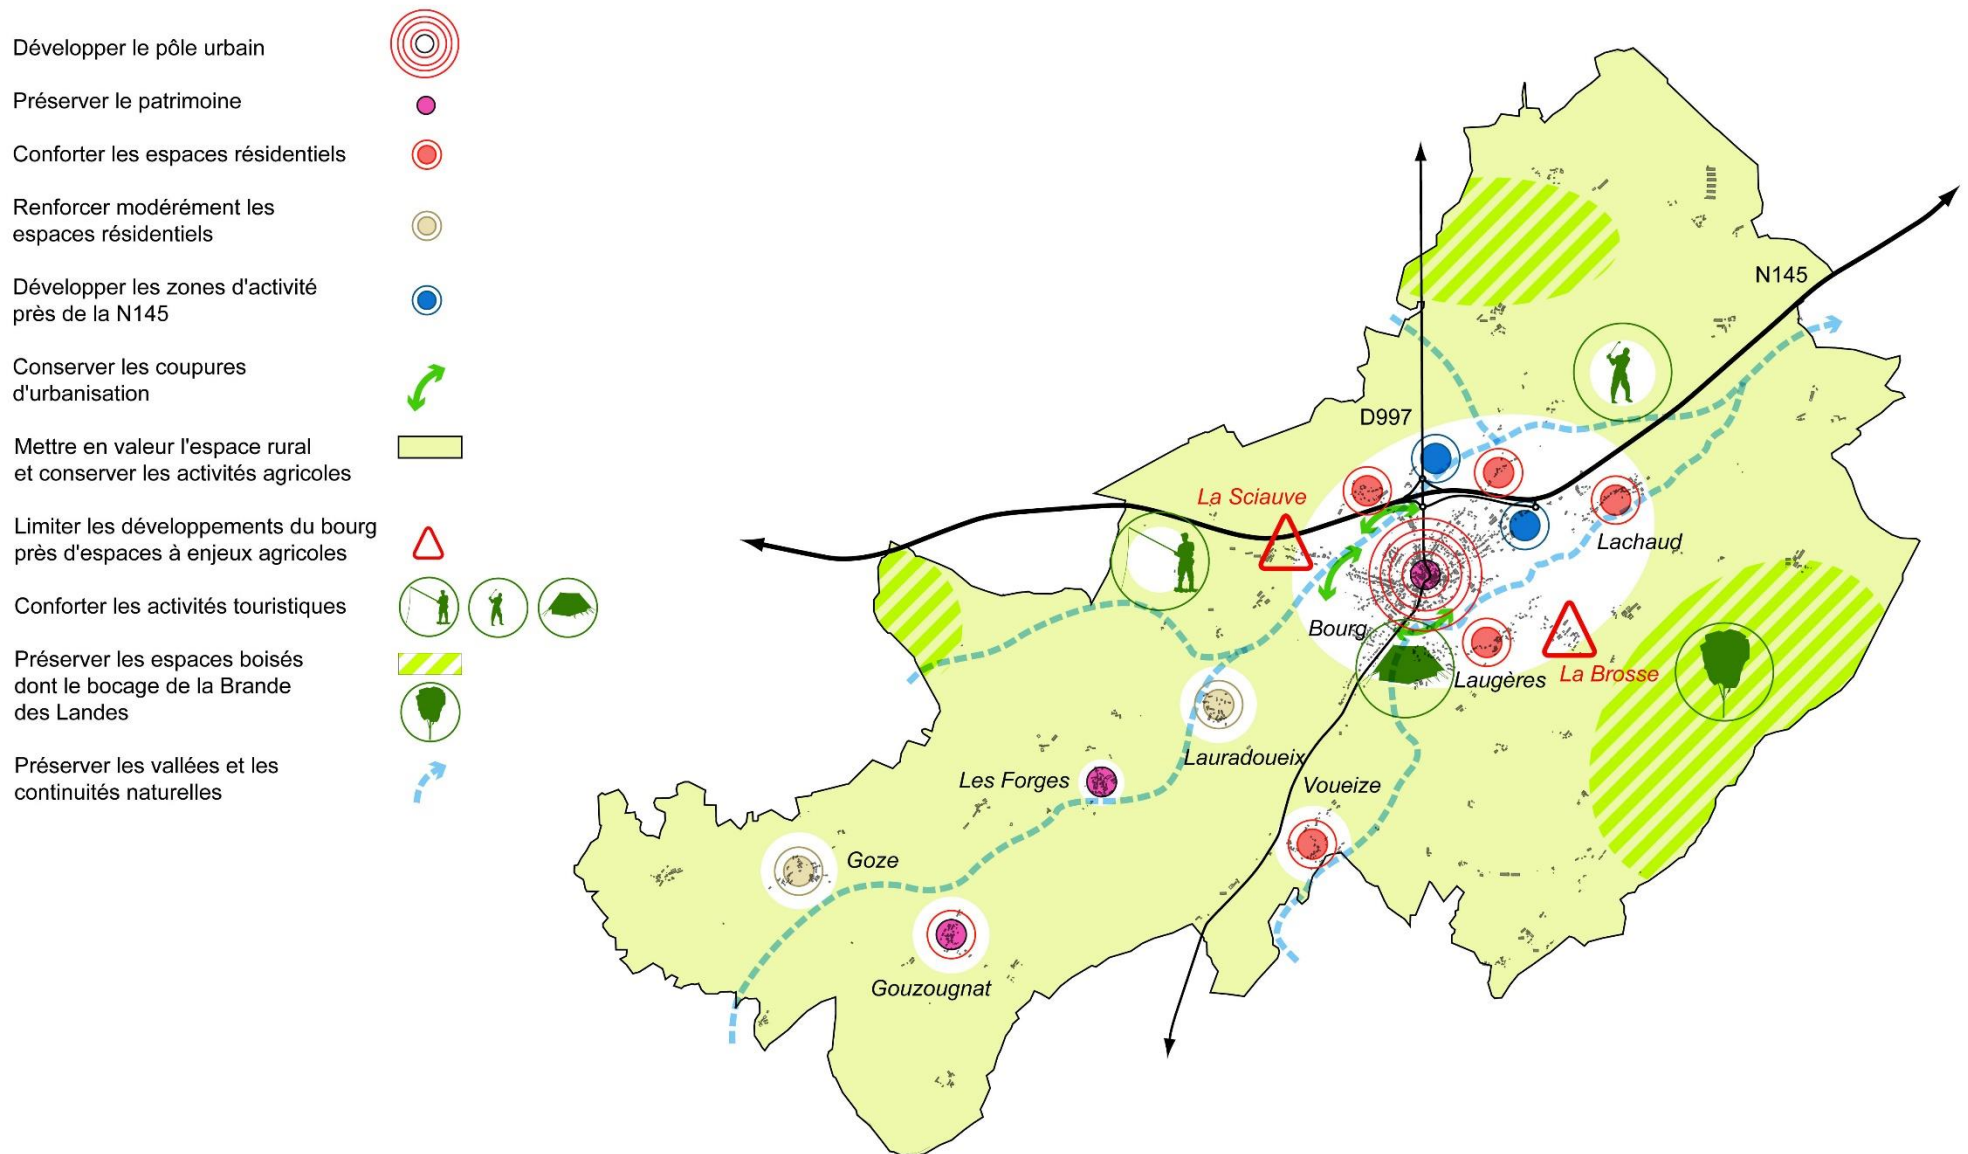 Développer le pôle urbain
Préserver le patrimoine
Conforter les espaces résidentiels
Renforcer modérément les
espaces résidentiels
Développer les zones d'activité
près de la N145
Conserver les coupures
d'urbanisation
Mettre en valeur l'espace rural
et conserver les activités agricoles
Limiter les développements du bourg
près d'espaces à enjeux agricoles
Conforter les activités touristiques
Préserver les espaces boisés
dont le bocage de la Brande
des Landes
Préserver les vallées et les
continuités naturelles
N145
D997
La Sciauve
Lachaud
Bourg
Laugères
La Brosse
Lauradoueix
Les Forges
Voueize
Goze
Gouzougnat